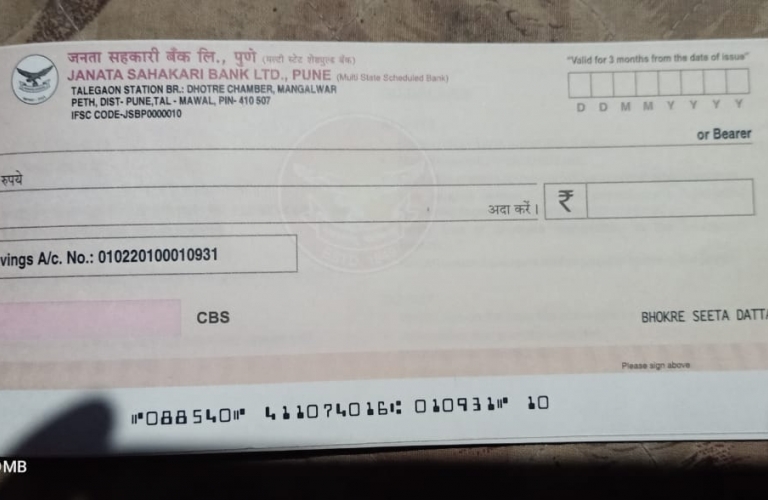 जनता सहकारी बैंक लि., पुणे (मल्टी स्टेट शेड्युल्ड बैंक)
JANATA SAHAKARI BANK LTD., PUNE (Multi State Scheduled Bank)
TALEGAON STATION BR.: DHOTRE CHAMBER, MANGALWAR
PETH, DIST- PUNE,TAL - MAWAL, PIN- 410 507
IFSC CODE-JSBP0000010
"Valid for 3 months from the date of issue"
D D M M Y Y Y Y
or Bearer
रुपये
अदा करें । ₹
vings A/c. No.: 010220100010931
CBS
BHOKRE SEETA DATTA
Please sign above
⑈088540⑈ 411074016⑆ 010931⑈ 10
MB